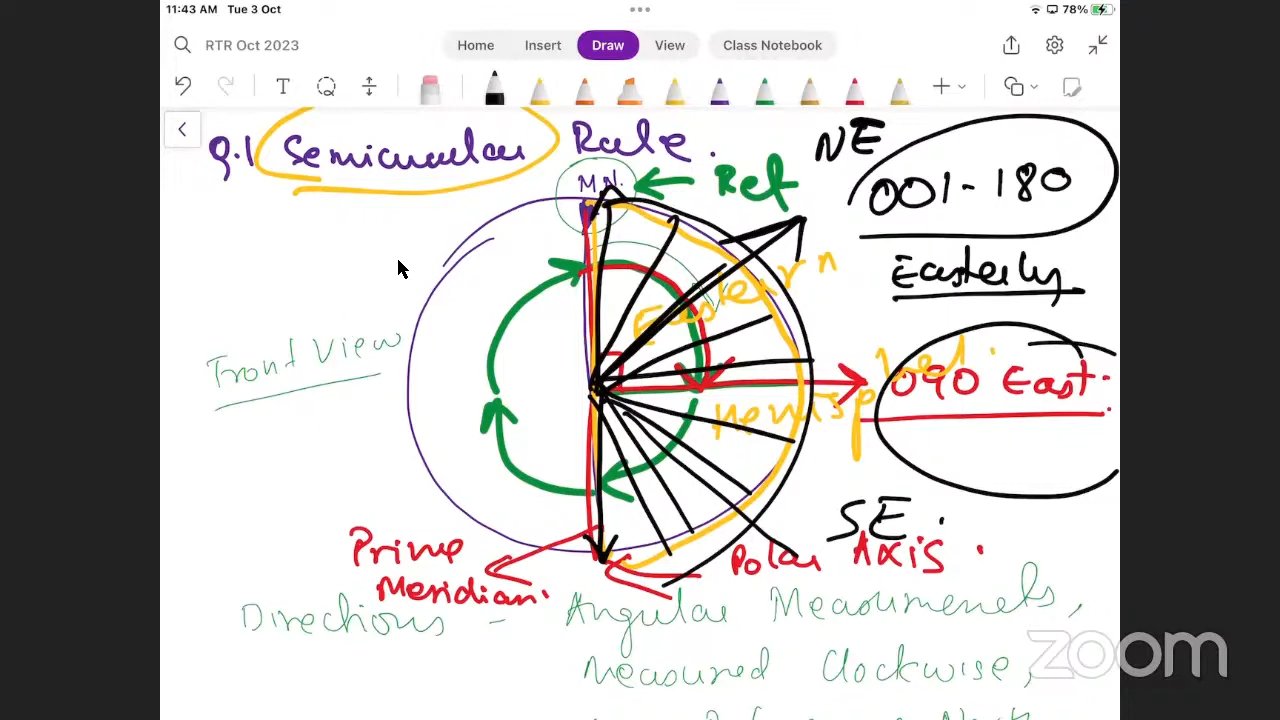 11:43 AM Tue 3 Oct
78%
RTR Oct 2023
Home Insert Draw View Class Notebook
Q.1 Semicircular Rule.
M.N.
Ref
NE
001-180
Easterly
Eastern
Hemispher.
Front View
090 East.
SE.
Prime
Meridian.
Polar Axis.
Directions - Angular Measurements,
Measured Clockwise,
zoom